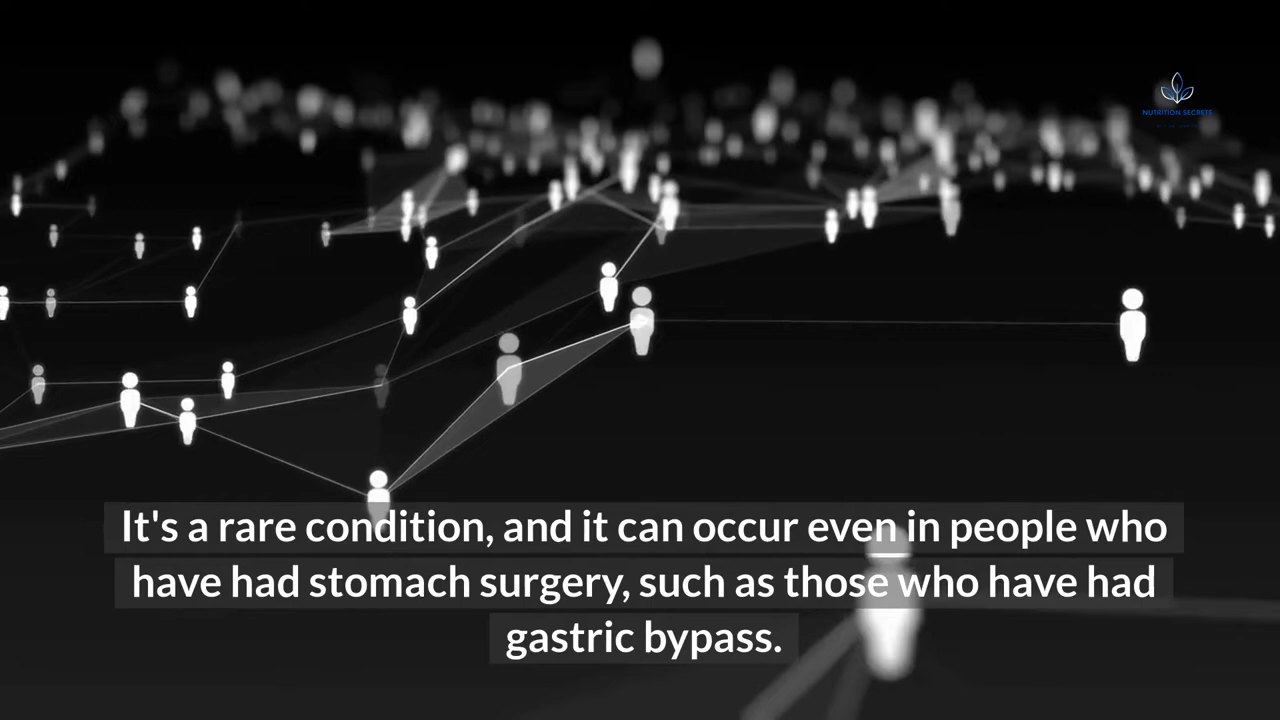 NUTRITION SECRETS
It's a rare condition, and it can occur even in people who
have had stomach surgery, such as those who have had
gastric bypass.